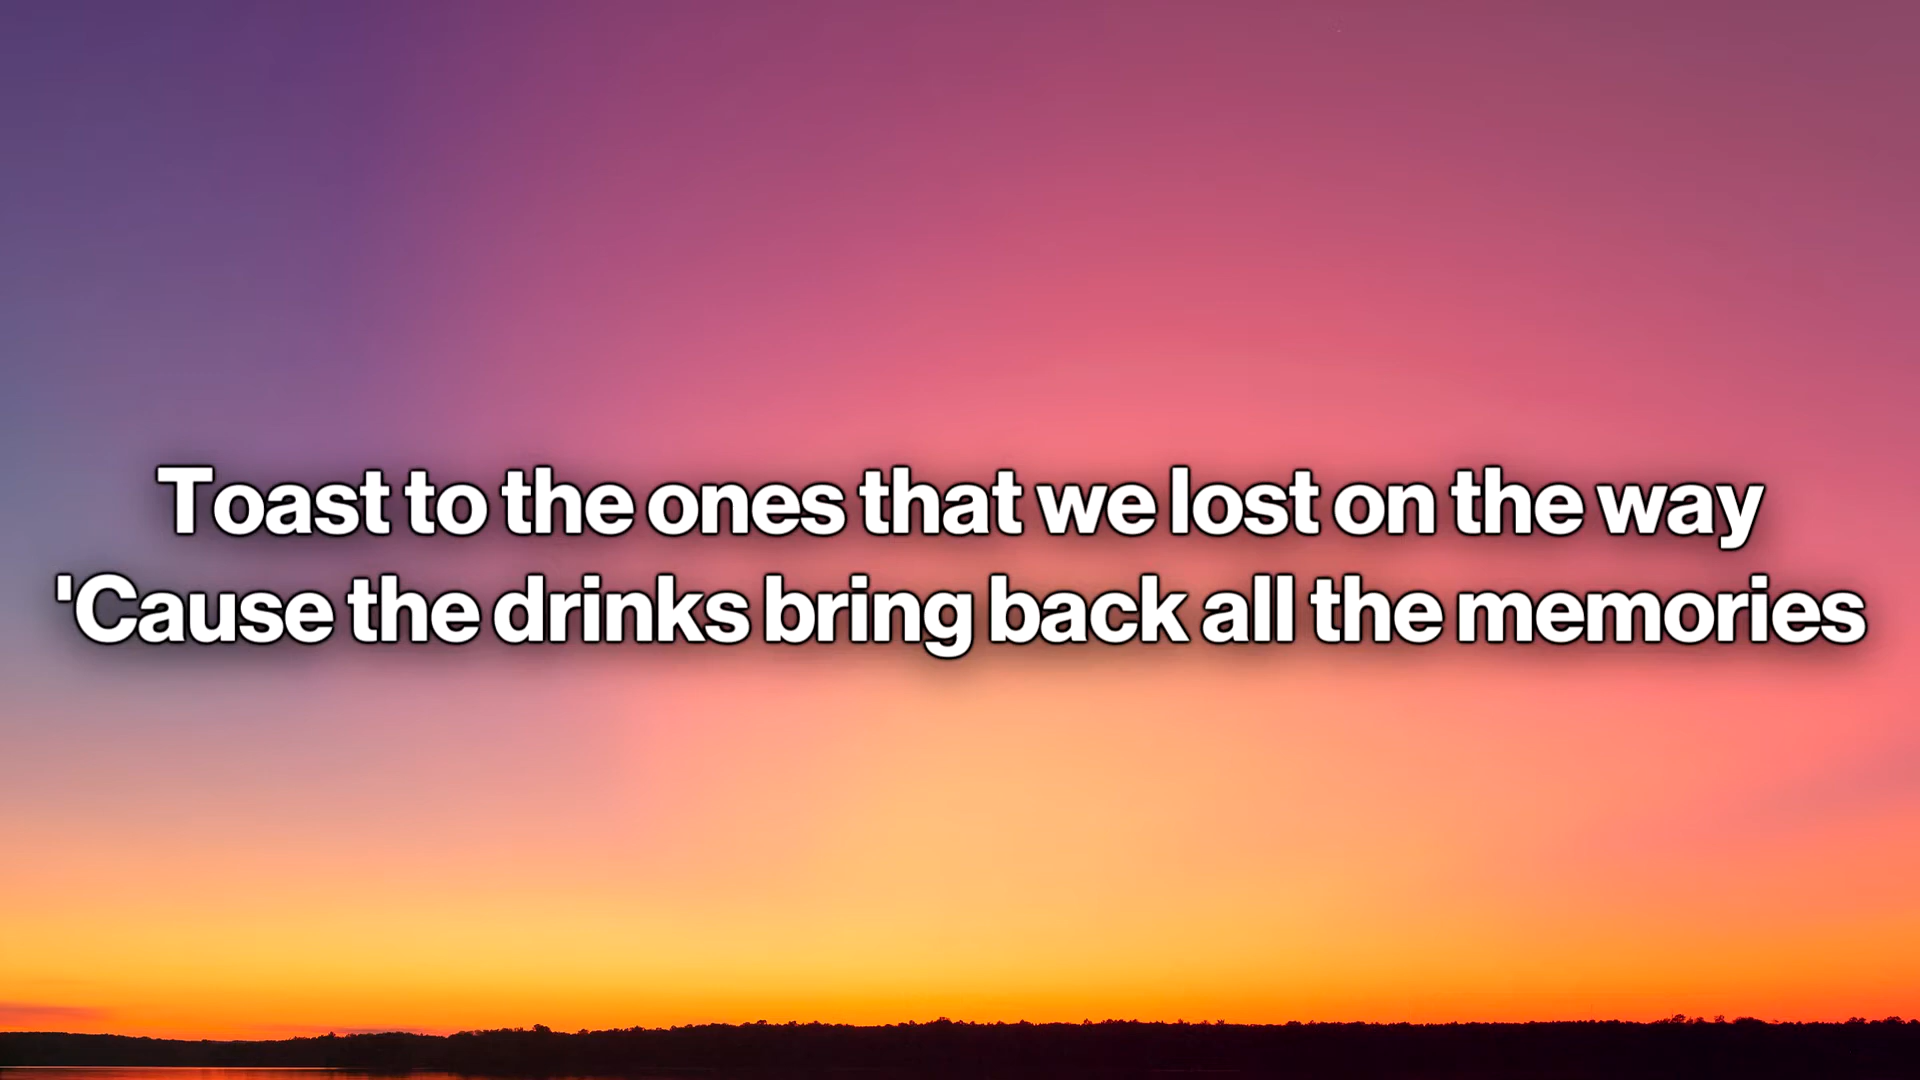 Toast to the ones that we lost on the way
'Cause the drinks bring back all the memories